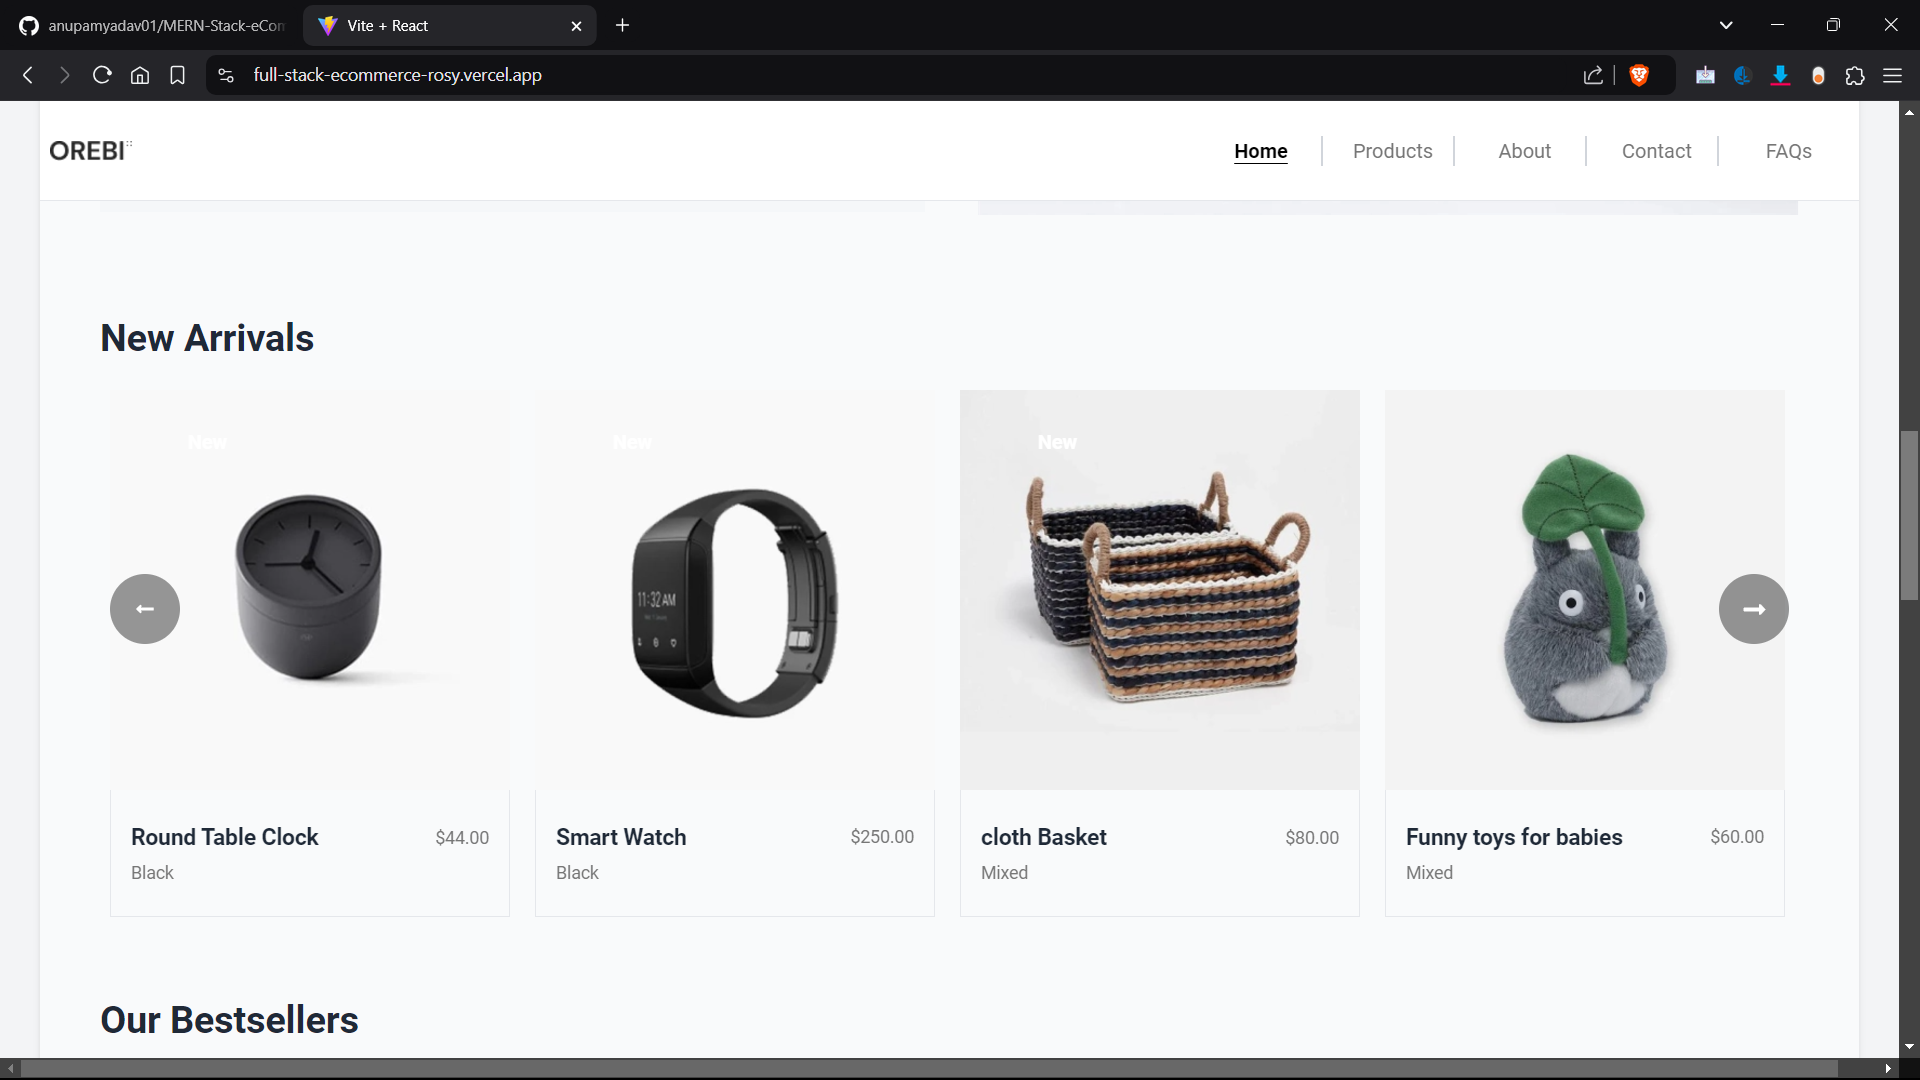 anupamyadav01/MERN-Stack-eCom
Vite + React
full-stack-ecommerce-rosy.vercel.app
OREBI
Home
Products
About
Contact
FAQs
New Arrivals
New
New
New
11:32 AM
Round Table Clock
$44.00
Black
Smart Watch
$250.00
Black
cloth Basket
$80.00
Mixed
Funny toys for babies
$60.00
Mixed
Our Bestsellers